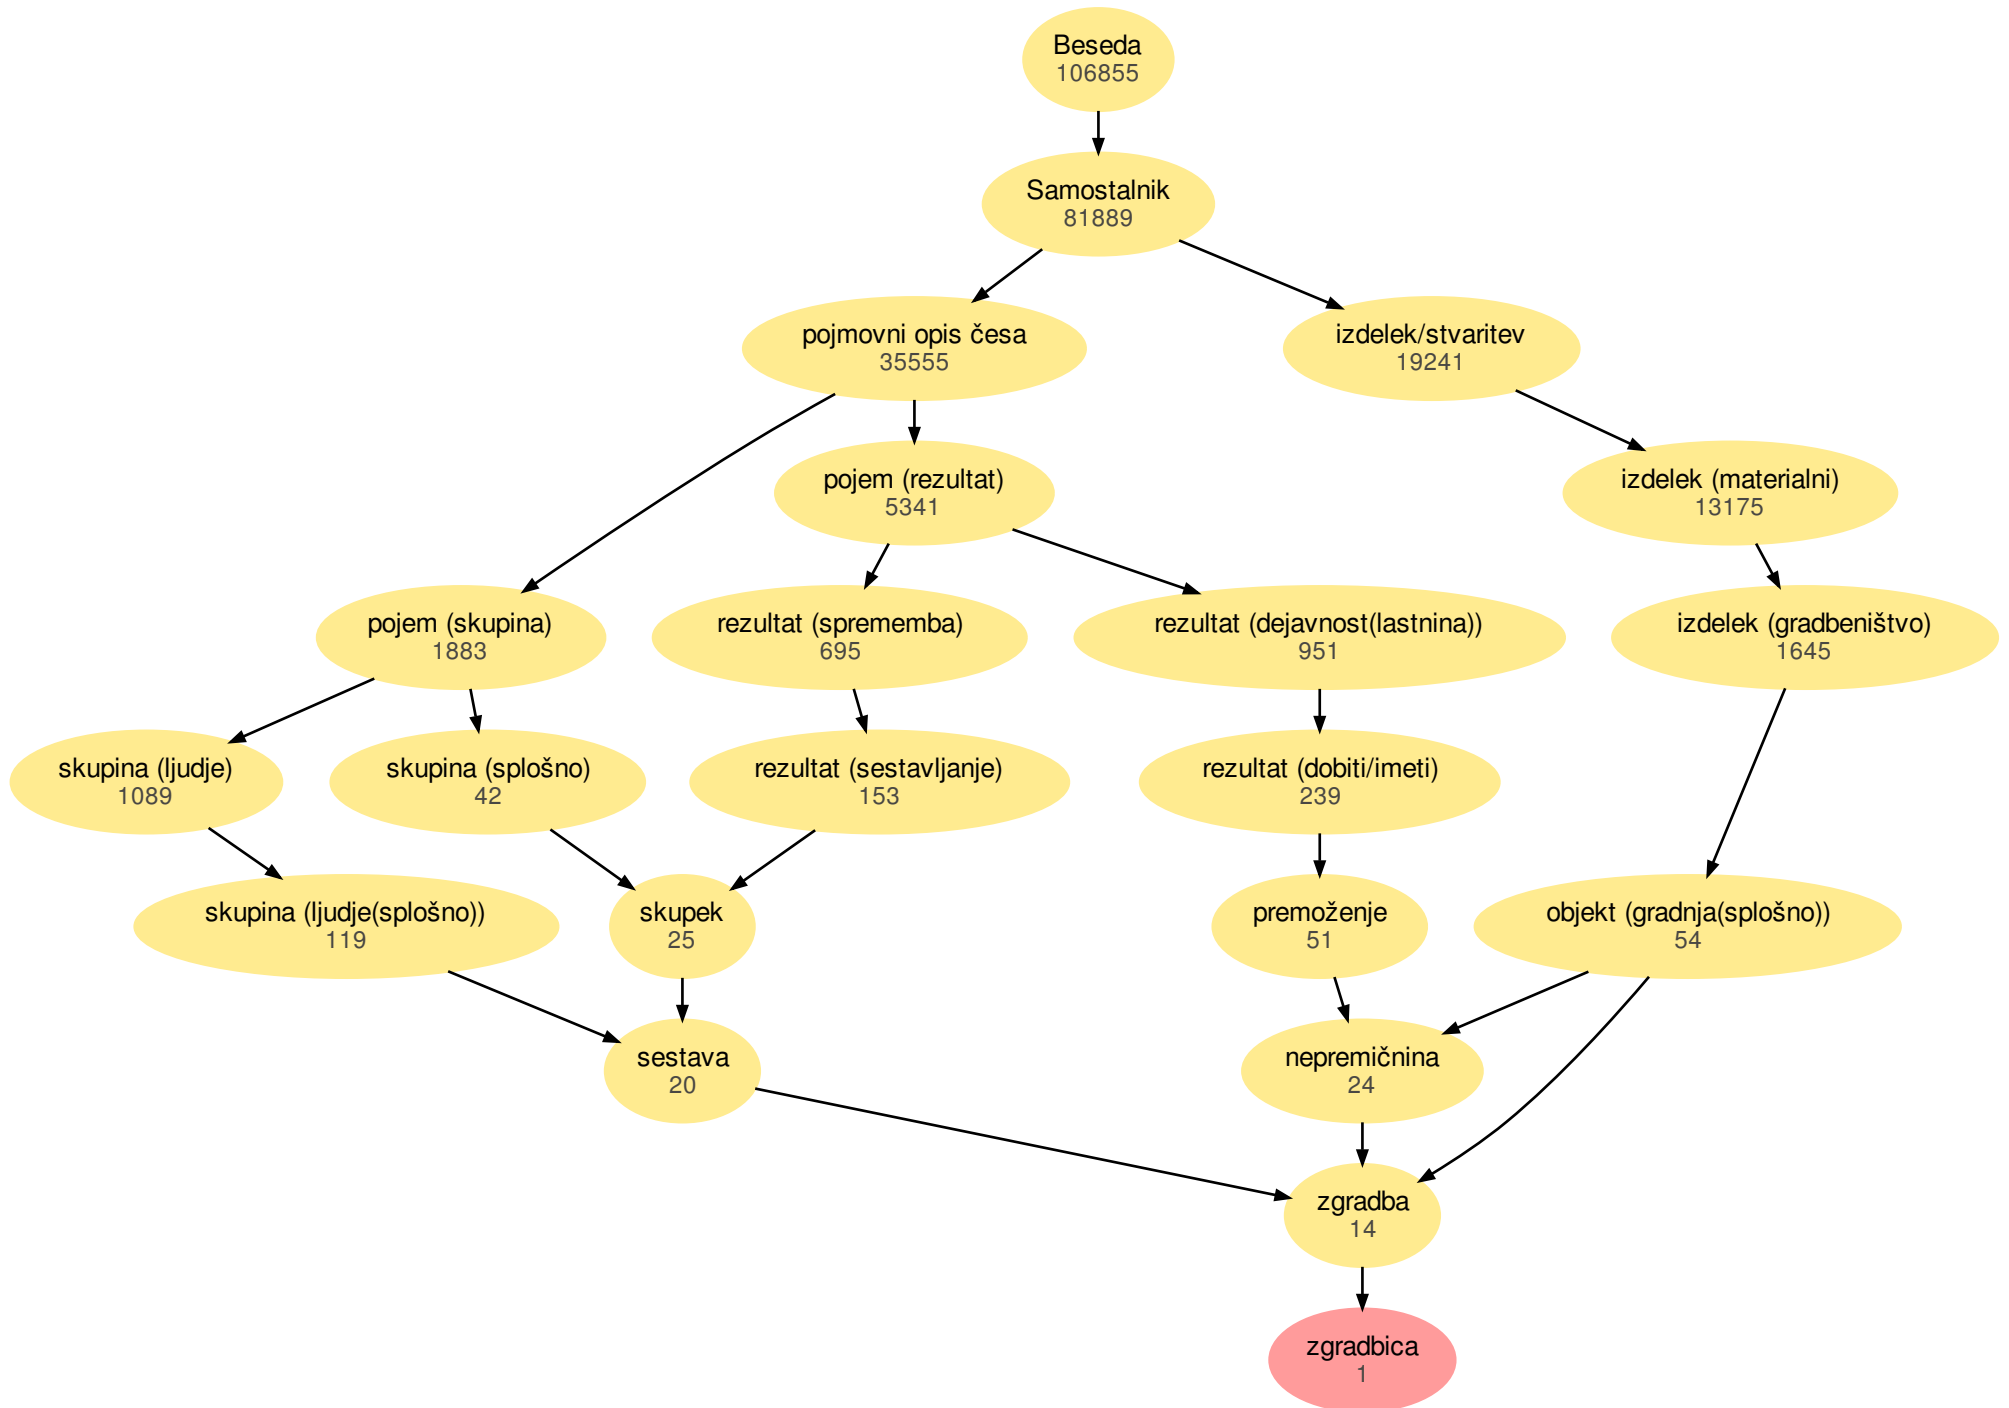 Beseda
106855
Samostalnik
81889
pojmovni opis česa
35555
izdelek/stvaritev
19241
pojem (rezultat)
5341
izdelek (materialni)
13175
pojem (skupina)
1883
rezultat (sprememba)
695
rezultat (dejavnost(lastnina))
951
izdelek (gradbeništvo)
1645
skupina (ljudje)
1089
skupina (splošno)
42
rezultat (sestavljanje)
153
rezultat (dobiti/imeti)
239
skupina (ljudje(splošno))
119
skupek
25
premoženje
51
objekt (gradnja(splošno))
54
sestava
20
nepremičnina
24
zgradba
14
zgradbica
1